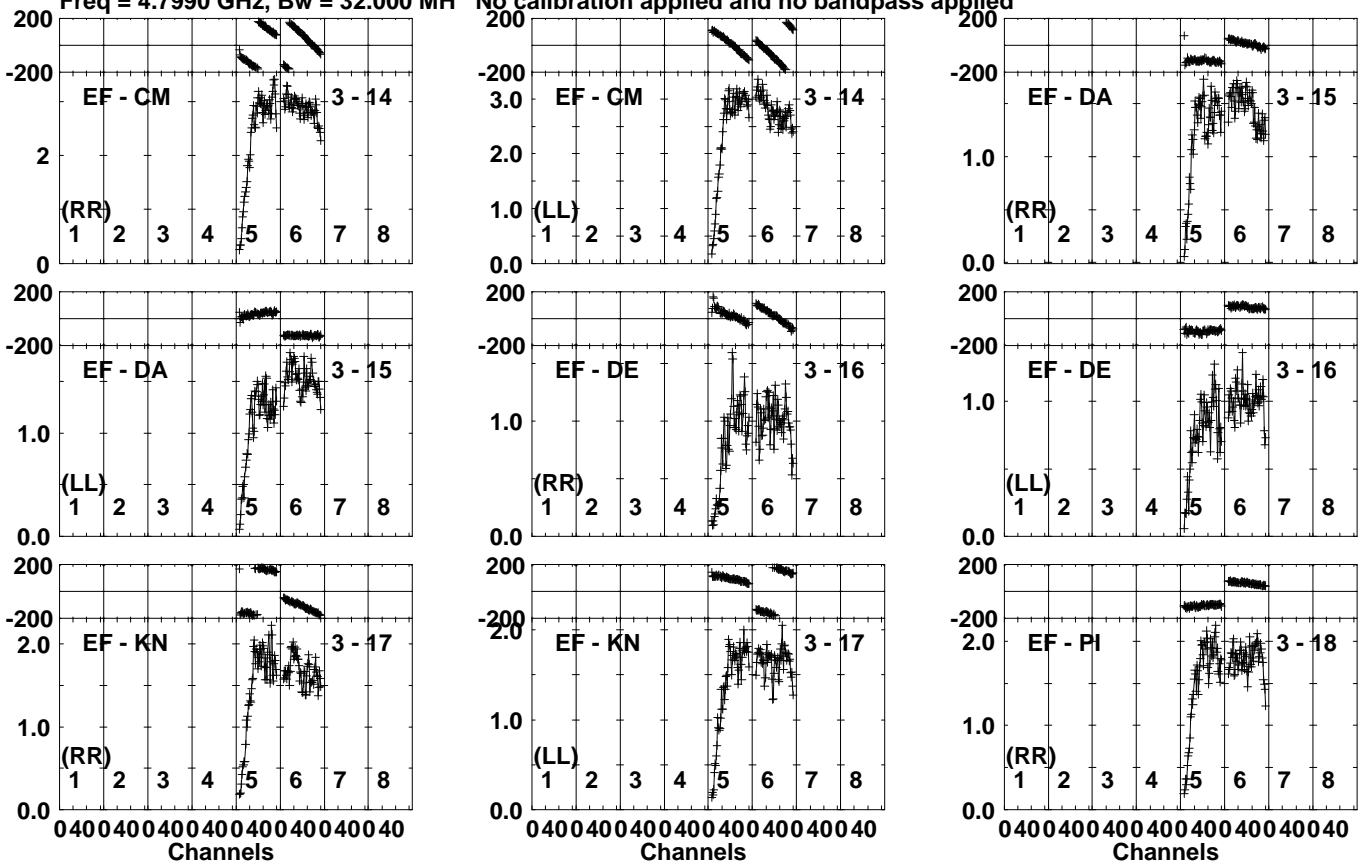 Freq = 4.7990 GHz, Bw = 32.000 MH No calibration applied and no bandpass applied
200 200 200
-200 -200 -200
EF - CM 3 - 14 EF - CM 3 - 14 EF - DA 3 - 15
3.0
2 2.0 1.0
1.0
(RR) (LL) (RR)
1 2 3 4 5 6 7 8 1 2 3 4 5 6 7 8 1 2 3 4 5 6 7 8
0 0.0 0.0
200 200 200
-200 -200 -200
EF - DA 3 - 15 EF - DE 3 - 16 EF - DE 3 - 16
1.0 1.0 1.0
(LL) (RR) (LL)
1 2 3 4 5 6 7 8 1 2 3 4 5 6 7 8 1 2 3 4 5 6 7 8
0.0 0.0 0.0
200 200 200
-200 -200 -200
2.0 EF - KN 3 - 17 2.0 EF - KN 3 - 17 2.0 EF - PI 3 - 18
1.0 1.0 1.0
(RR) (LL) (RR)
1 2 3 4 5 6 7 8 1 2 3 4 5 6 7 8 1 2 3 4 5 6 7 8
0.0 0.0 0.0
0 40 0 40 0 40 0 40 0 40 0 40 0 40 0 40 0 40 0 40 0 40 0 40 0 40 0 40 0 40 0 40 0 40 0 40 0 40 0 40 0 40 0 40 0 40 0 40
Channels Channels Channels